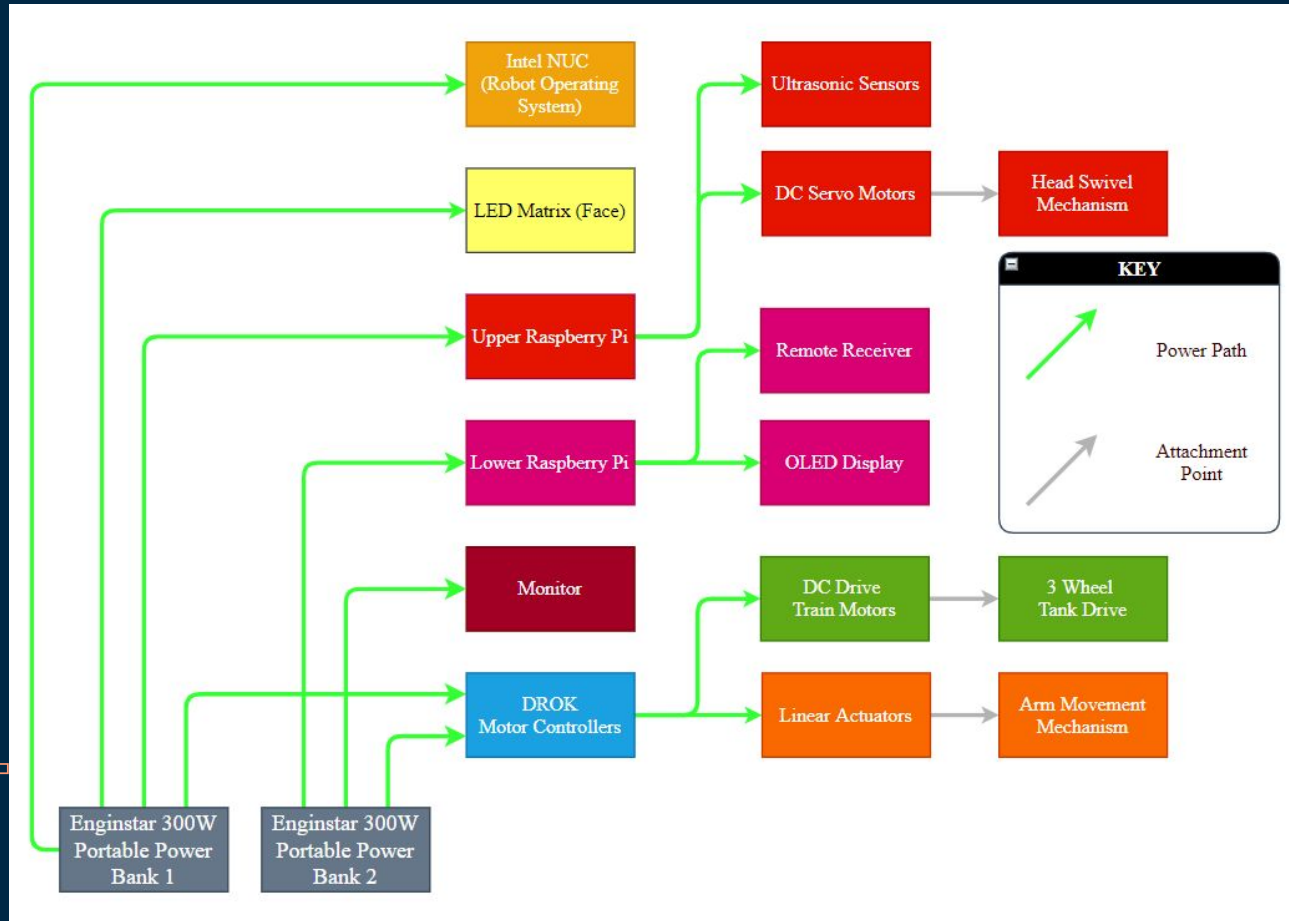 Intel NUC
(Robot Operating
System)
Ultrasonic Sensors
DC Servo Motors
Head Swivel
Mechanism
LED Matrix (Face)
KEY
Power Path
Attachment
Point
Upper Raspberry Pi
Remote Receiver
Lower Raspberry Pi
OLED Display
Monitor
DC Drive
Train Motors
3 Wheel
Tank Drive
DROK
Motor Controllers
Linear Actuators
Arm Movement
Mechanism
Enginstar 300W
Portable Power
Bank 1
Enginstar 300W
Portable Power
Bank 2